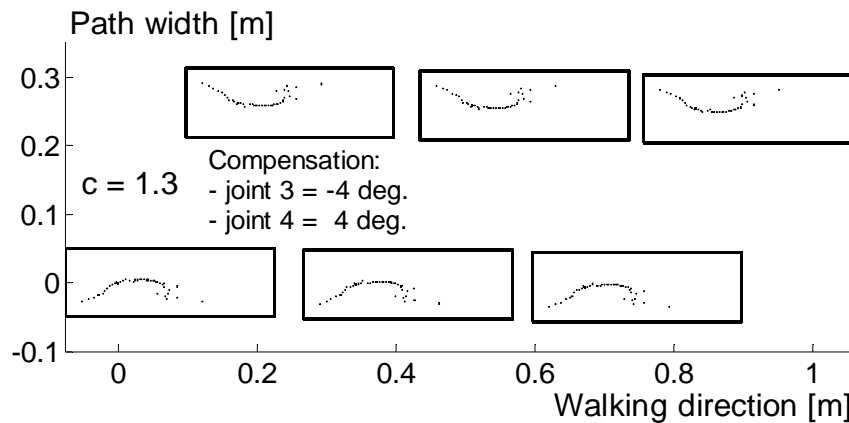 Path width [m]
0.3
0.2
Compensation:
c = 1.3
- joint 3 = -4 deg.
- joint 4 =  4 deg.
0.1
0
-0.1
0 0.2 0.4 0.6 0.8 1
Walking direction [m]